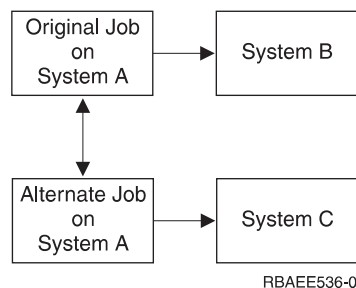 Original Job
on
System A
System B
Alternate Job
on
System A
System C
RBAEE536-0